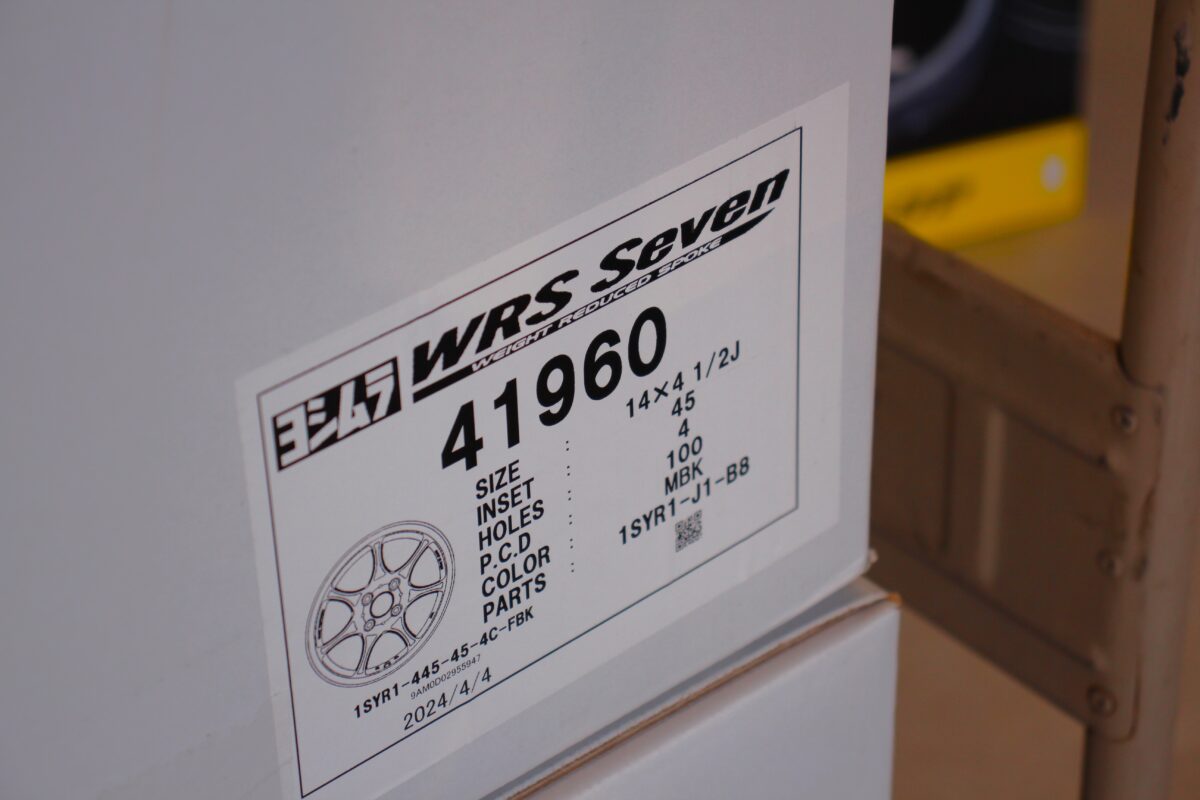 ヨシムラ WRS Seven
WEIGHT REDUCED SPOKE
41960
SIZE : 14×4 1/2J
INSET : 45
HOLES : 4
P.C.D : 100
COLOR : MBK
PARTS : 1SYR1-J1-B8
1SYR1-445-45-4C-FBK
9AM0D02955947
2024/4/4